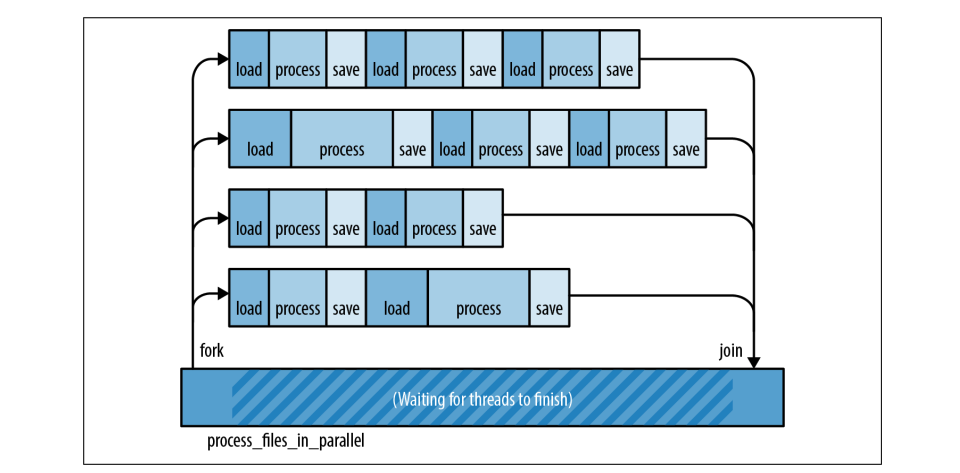 load process save load process save load process save
load process save load process save load process save
load process save load process save
load process save load process save
fork join
(Waiting for threads to finish)
process_files_in_parallel